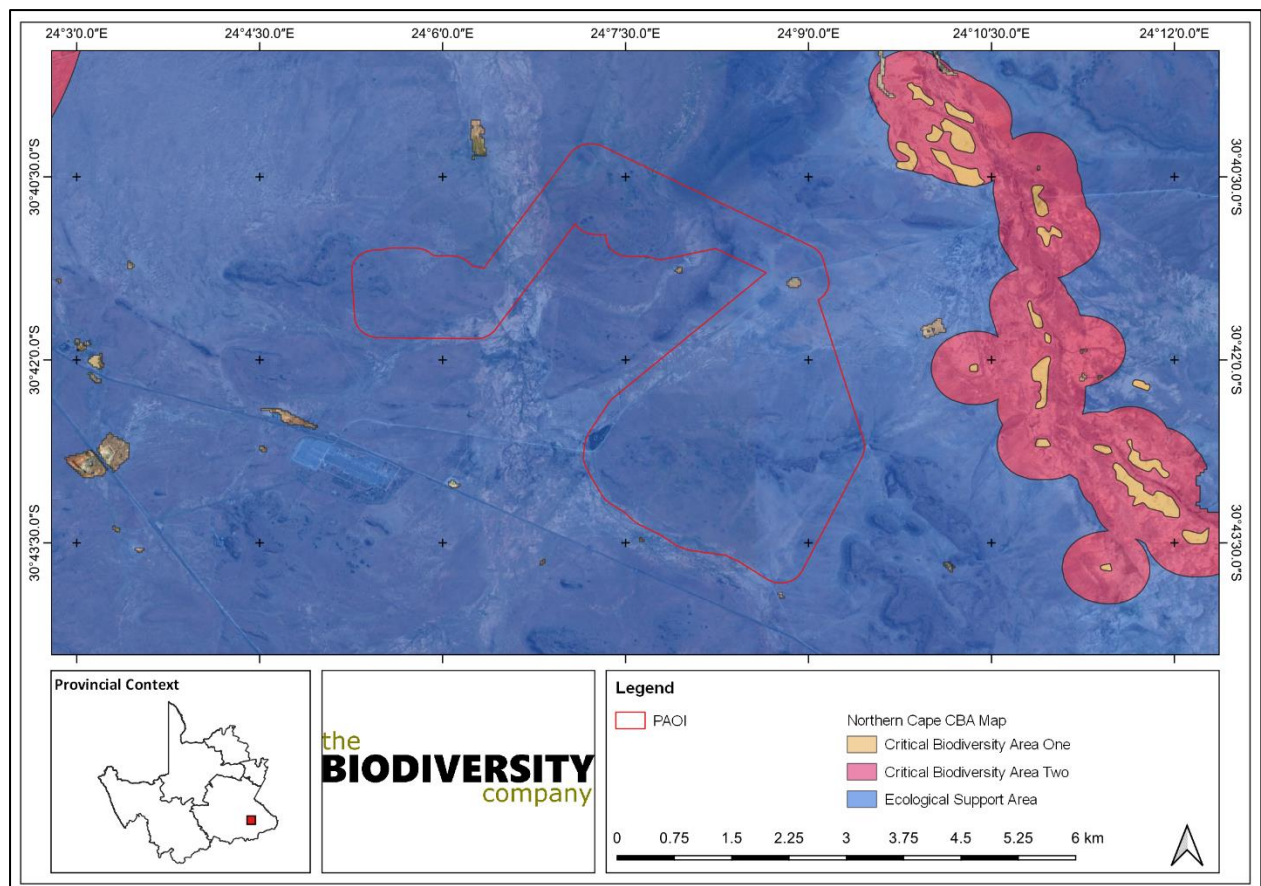 24°3'0.0"E 24°4'30.0"E 24°6'0.0"E 24°7'30.0"E 24°9'0.0"E 24°10'30.0"E 24°12'0.0"E
30°40'30.0"S 30°40'30.0"S
30°42'0.0"S 30°42'0.0"S
30°43'30.0"S 30°43'30.0"S
Provincial Context
the
BIODIVERSITY
company
Legend
PAOI
Northern Cape CBA Map
Critical Biodiversity Area One
Critical Biodiversity Area Two
Ecological Support Area
0 0.75 1.5 2.25 3 3.75 4.5 5.25 6 km